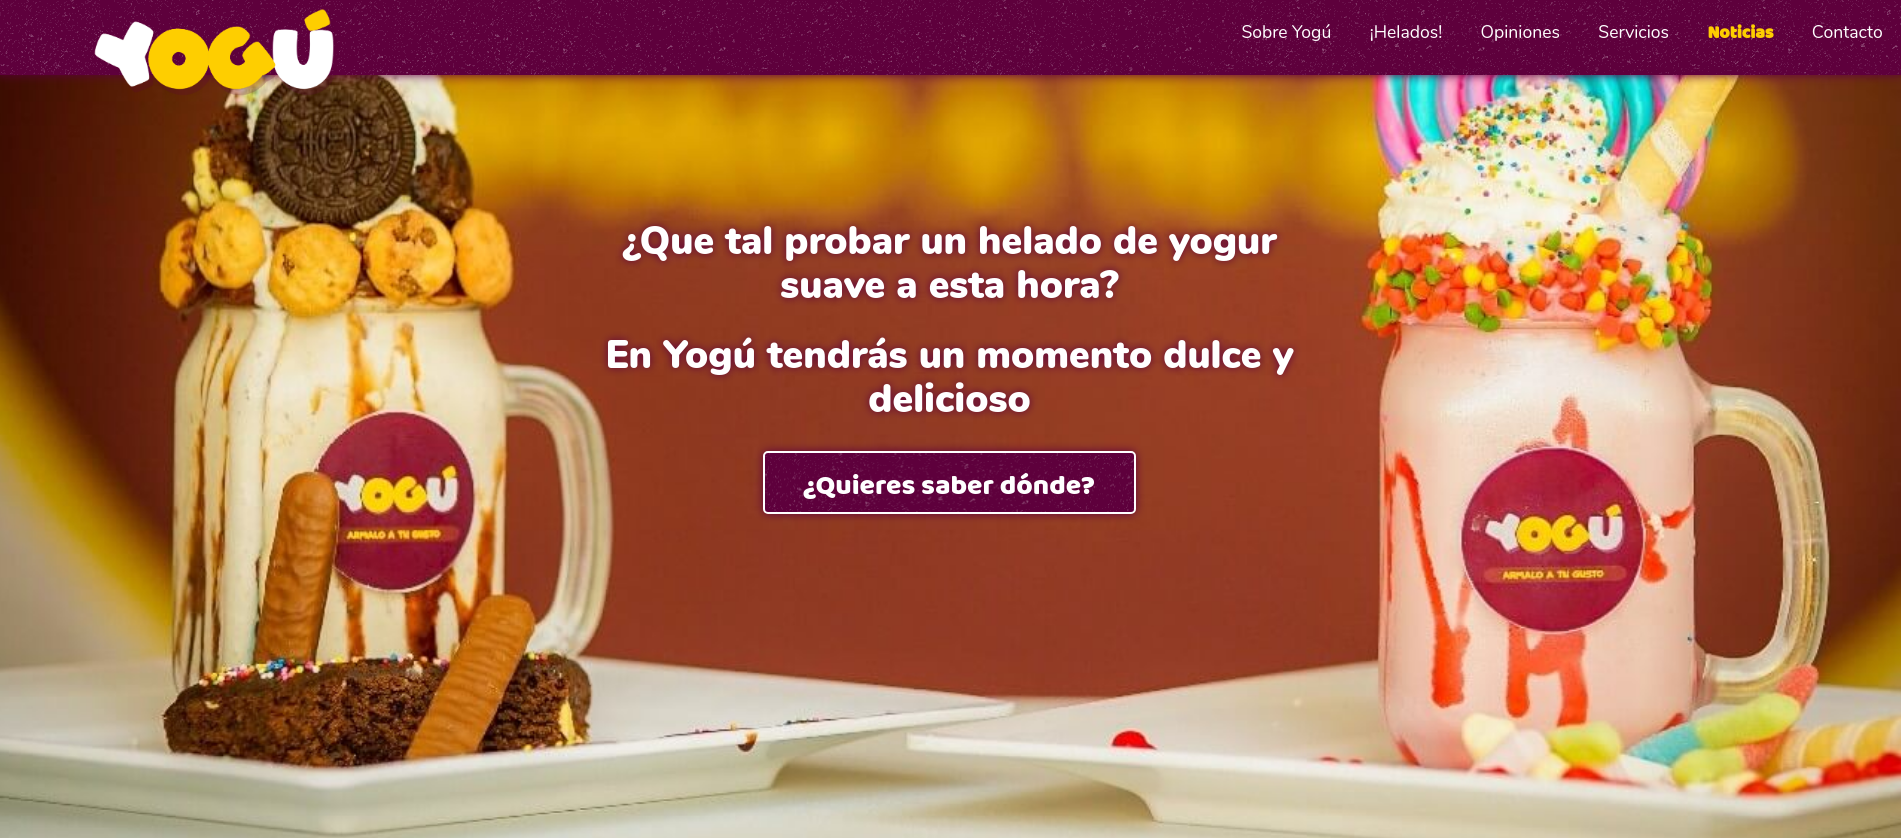 YOGÚ
Sobre Yogú
¡Helados!
Opiniones
Servicios
Noticias
Contacto
¿Que tal probar un helado de yogur
suave a esta hora?
En Yogú tendrás un momento dulce y
delicioso
¿Quieres saber dónde?
YOGÚ
ARMALO A TU GUSTO
YOGÚ
ARMALO A TU GUSTO